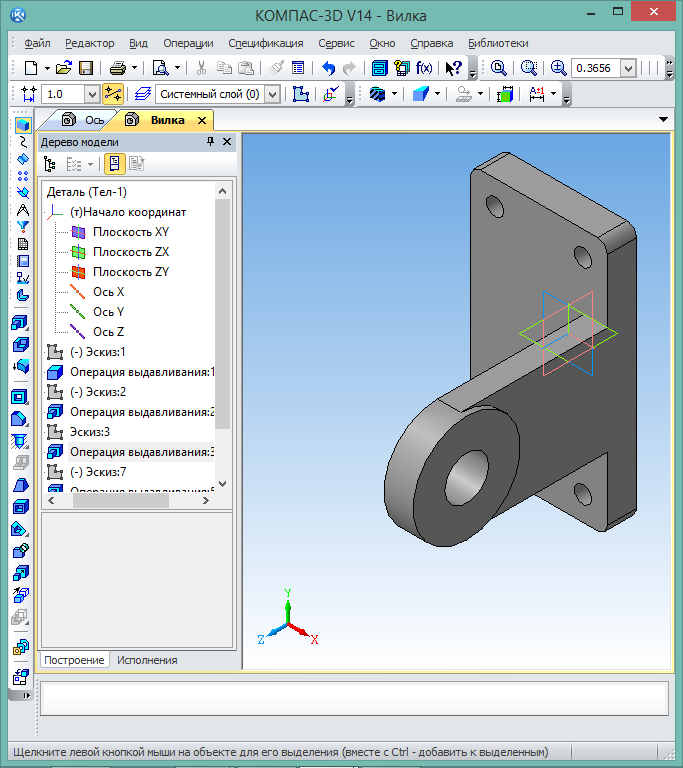 КОМПАС-3D V14 - Вилка
Файл Редактор Вид Операции Спецификация Сервис Окно Справка Библиотеки
f(x) 0.3656
1.0 Системный слой (0)
Ось Вилка
Дерево модели
Деталь (Тел-1)
(т)Начало координат
Плоскость XY
Плоскость ZX
Плоскость ZY
Ось X
Ось Y
Ось Z
(-) Эскиз:1
Операция выдавливания:1
(-) Эскиз:2
Операция выдавливания:2
Эскиз:3
Операция выдавливания:3
(-) Эскиз:7
Y
Z X
Построение Исполнения
Щелкните левой кнопкой мыши на объекте для его выделения (вместе с Ctrl - добавить к выделенным)